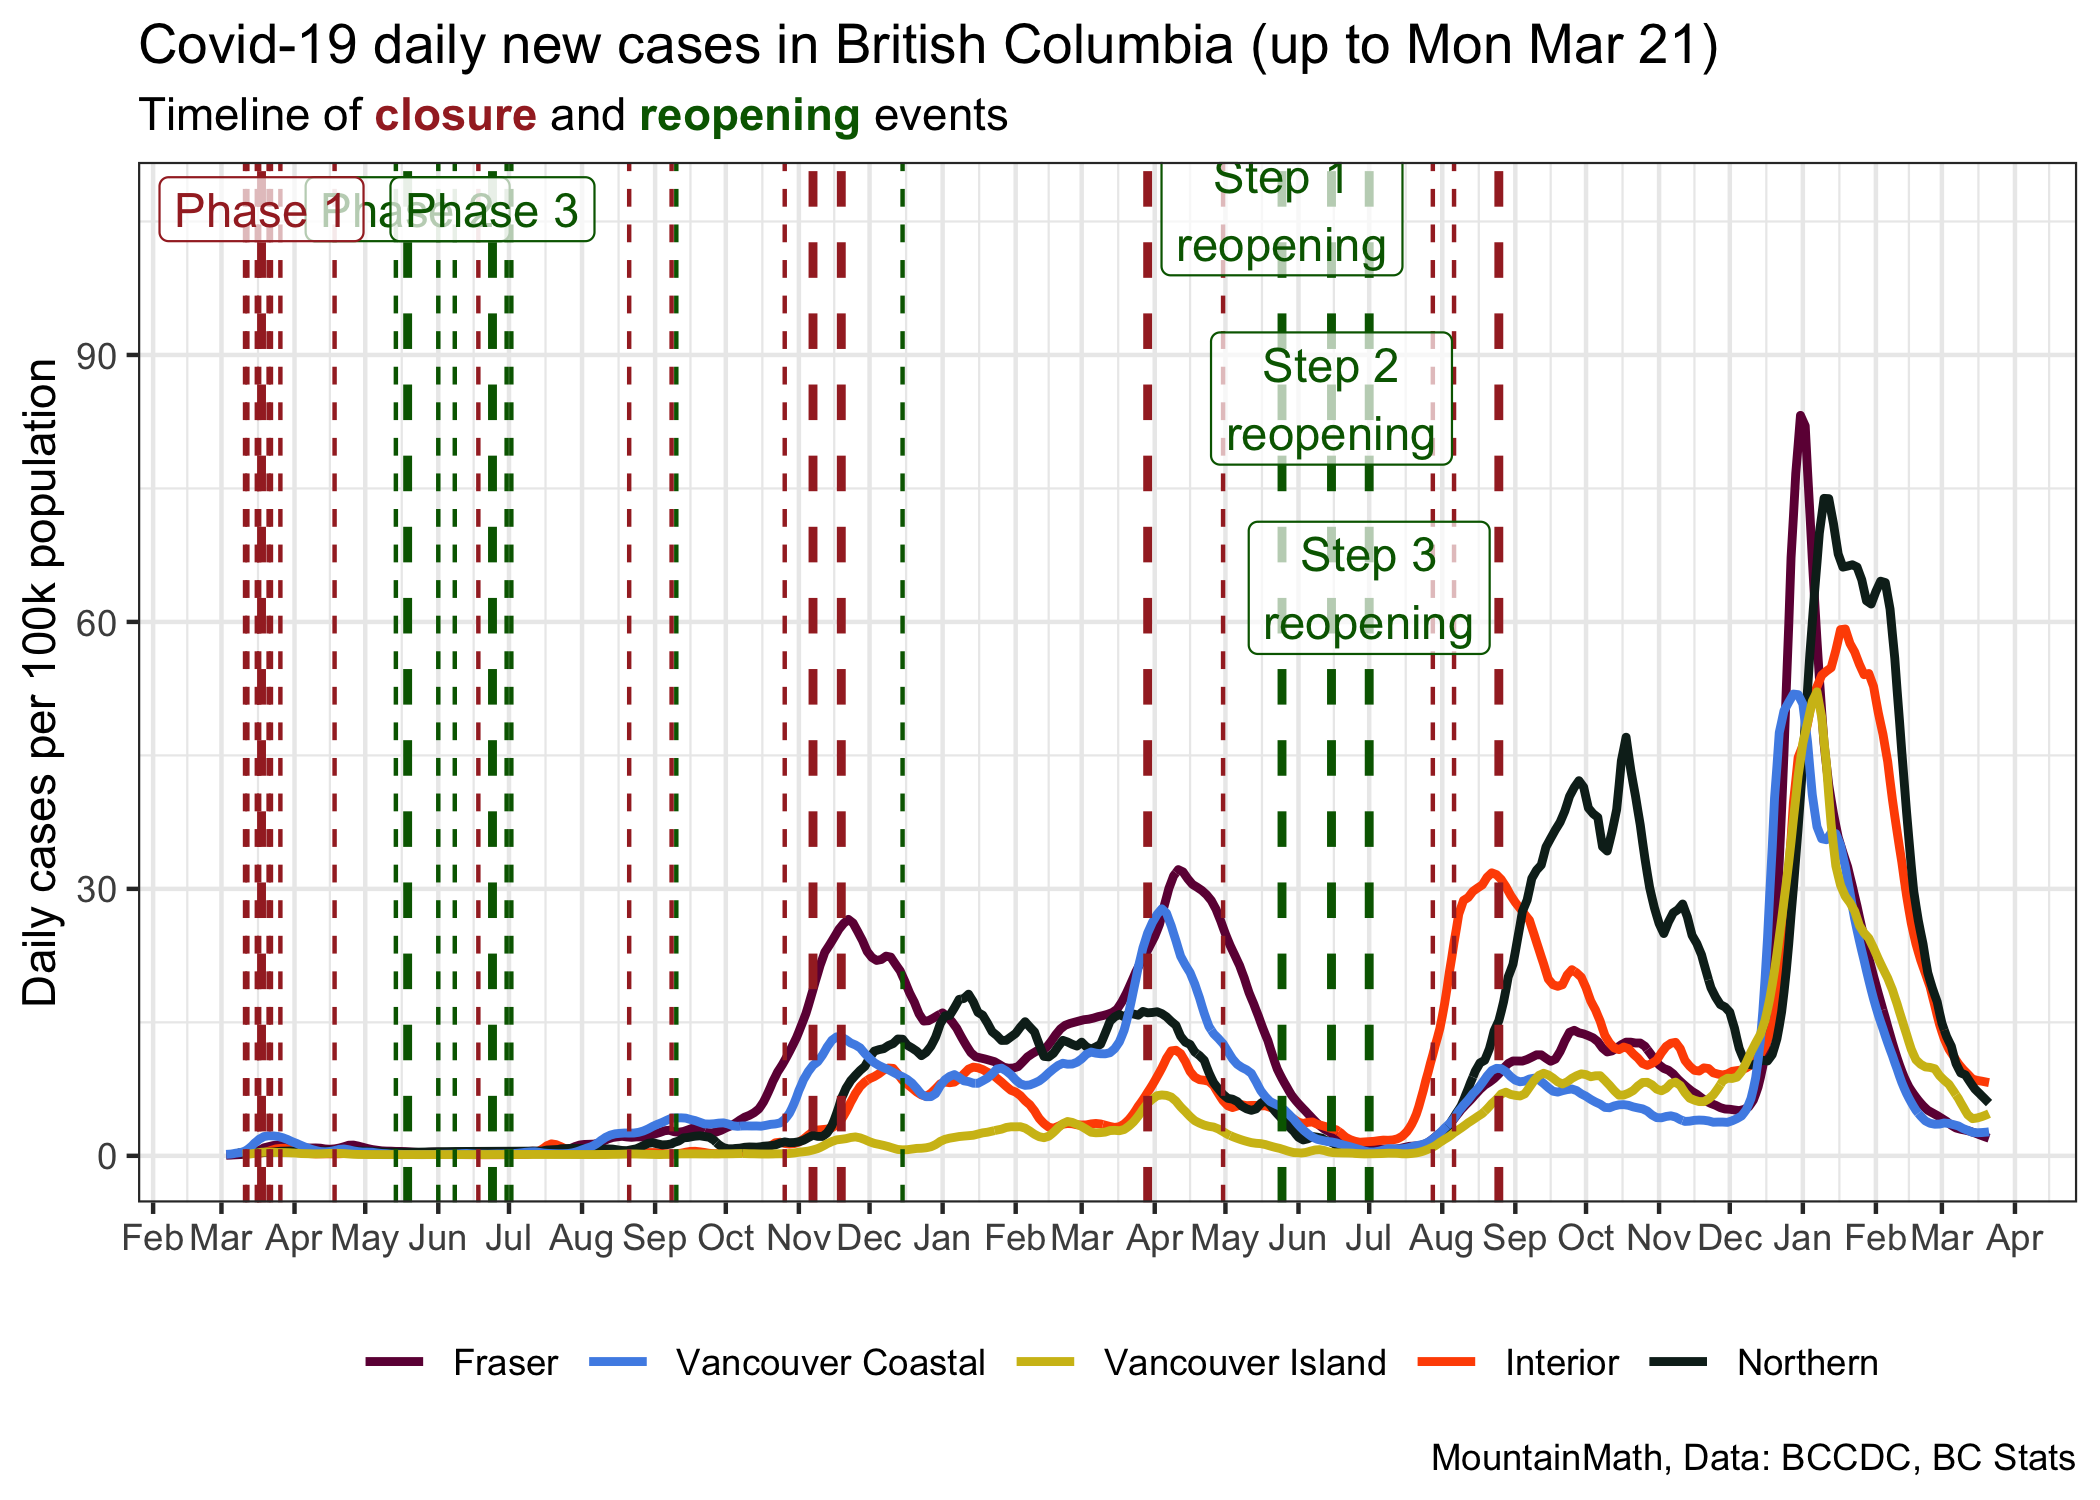 Covid-19 daily new cases in British Columbia (up to Mon Mar 21)
Timeline of closure and reopening events
Phase 1 Phase 2 Phase 3
Step 1
reopening
Step 2
reopening
Step 3
reopening
Daily cases per 100k population
90
60
30
0
Feb Mar Apr May Jun Jul Aug Sep Oct Nov Dec Jan Feb Mar Apr May Jun Jul Aug Sep Oct Nov Dec Jan Feb Mar Apr
Fraser Vancouver Coastal Vancouver Island Interior Northern
MountainMath, Data: BCCDC, BC Stats